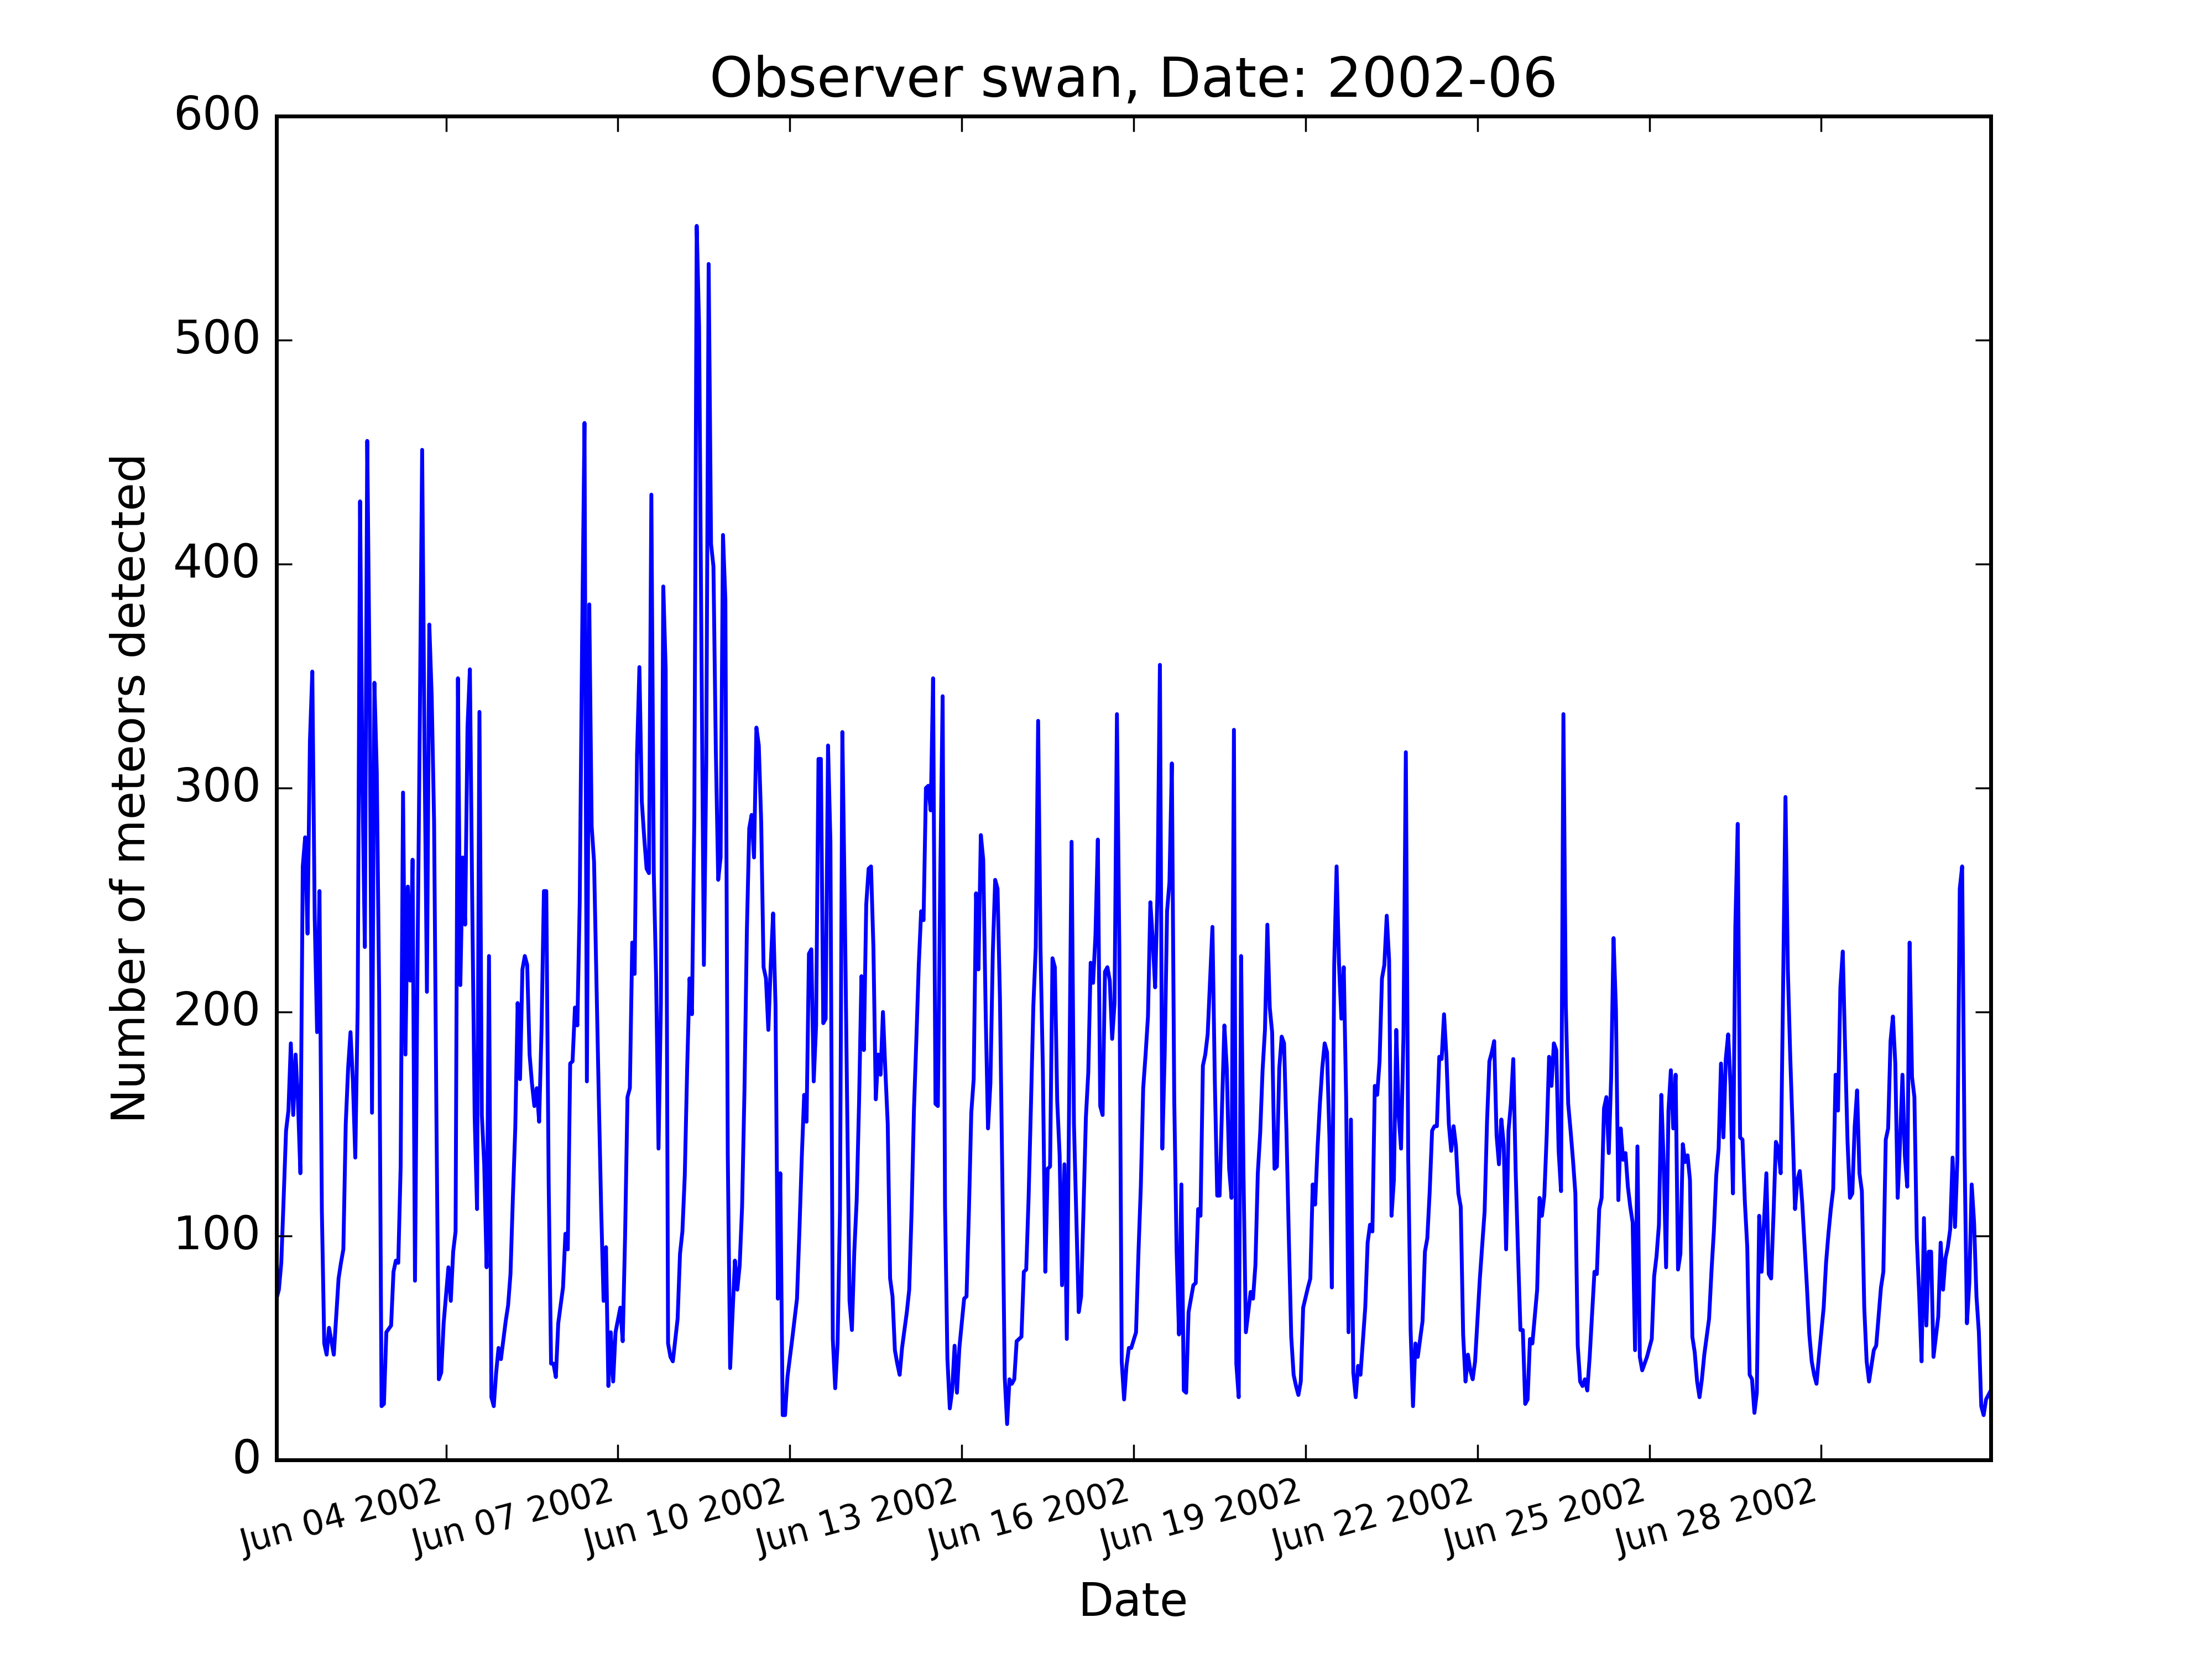 Observer swan, Date: 2002-06
600
500
400
300
200
100
0
Number of meteors detected
Jun 04 2002
Jun 07 2002
Jun 10 2002
Jun 13 2002
Jun 16 2002
Jun 19 2002
Jun 22 2002
Jun 25 2002
Jun 28 2002
Date